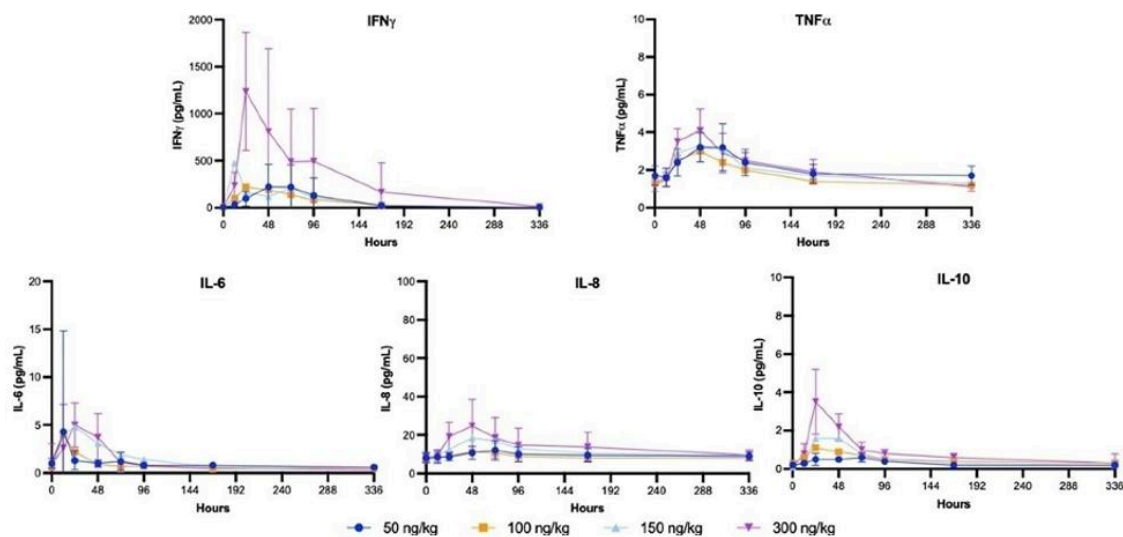 IFNγ
2000
1500
1000
500
0
IFNγ (pg/mL)
0 48 96 144 192 240 288 336
Hours
TNFα
10
8
6
4
2
0
TNFα (pg/mL)
0 48 96 144 192 240 288 336
Hours
IL-6
20
15
10
5
0
IL-6 (pg/mL)
0 48 96 144 192 240 288 336
Hours
IL-8
100
80
60
40
20
0
IL-8 (pg/mL)
0 48 96 144 192 240 288 336
Hours
IL-10
10
8
6
4
2
0
IL-10 (pg/mL)
0 48 96 144 192 240 288 336
Hours
50 ng/kg 100 ng/kg 150 ng/kg 300 ng/kg